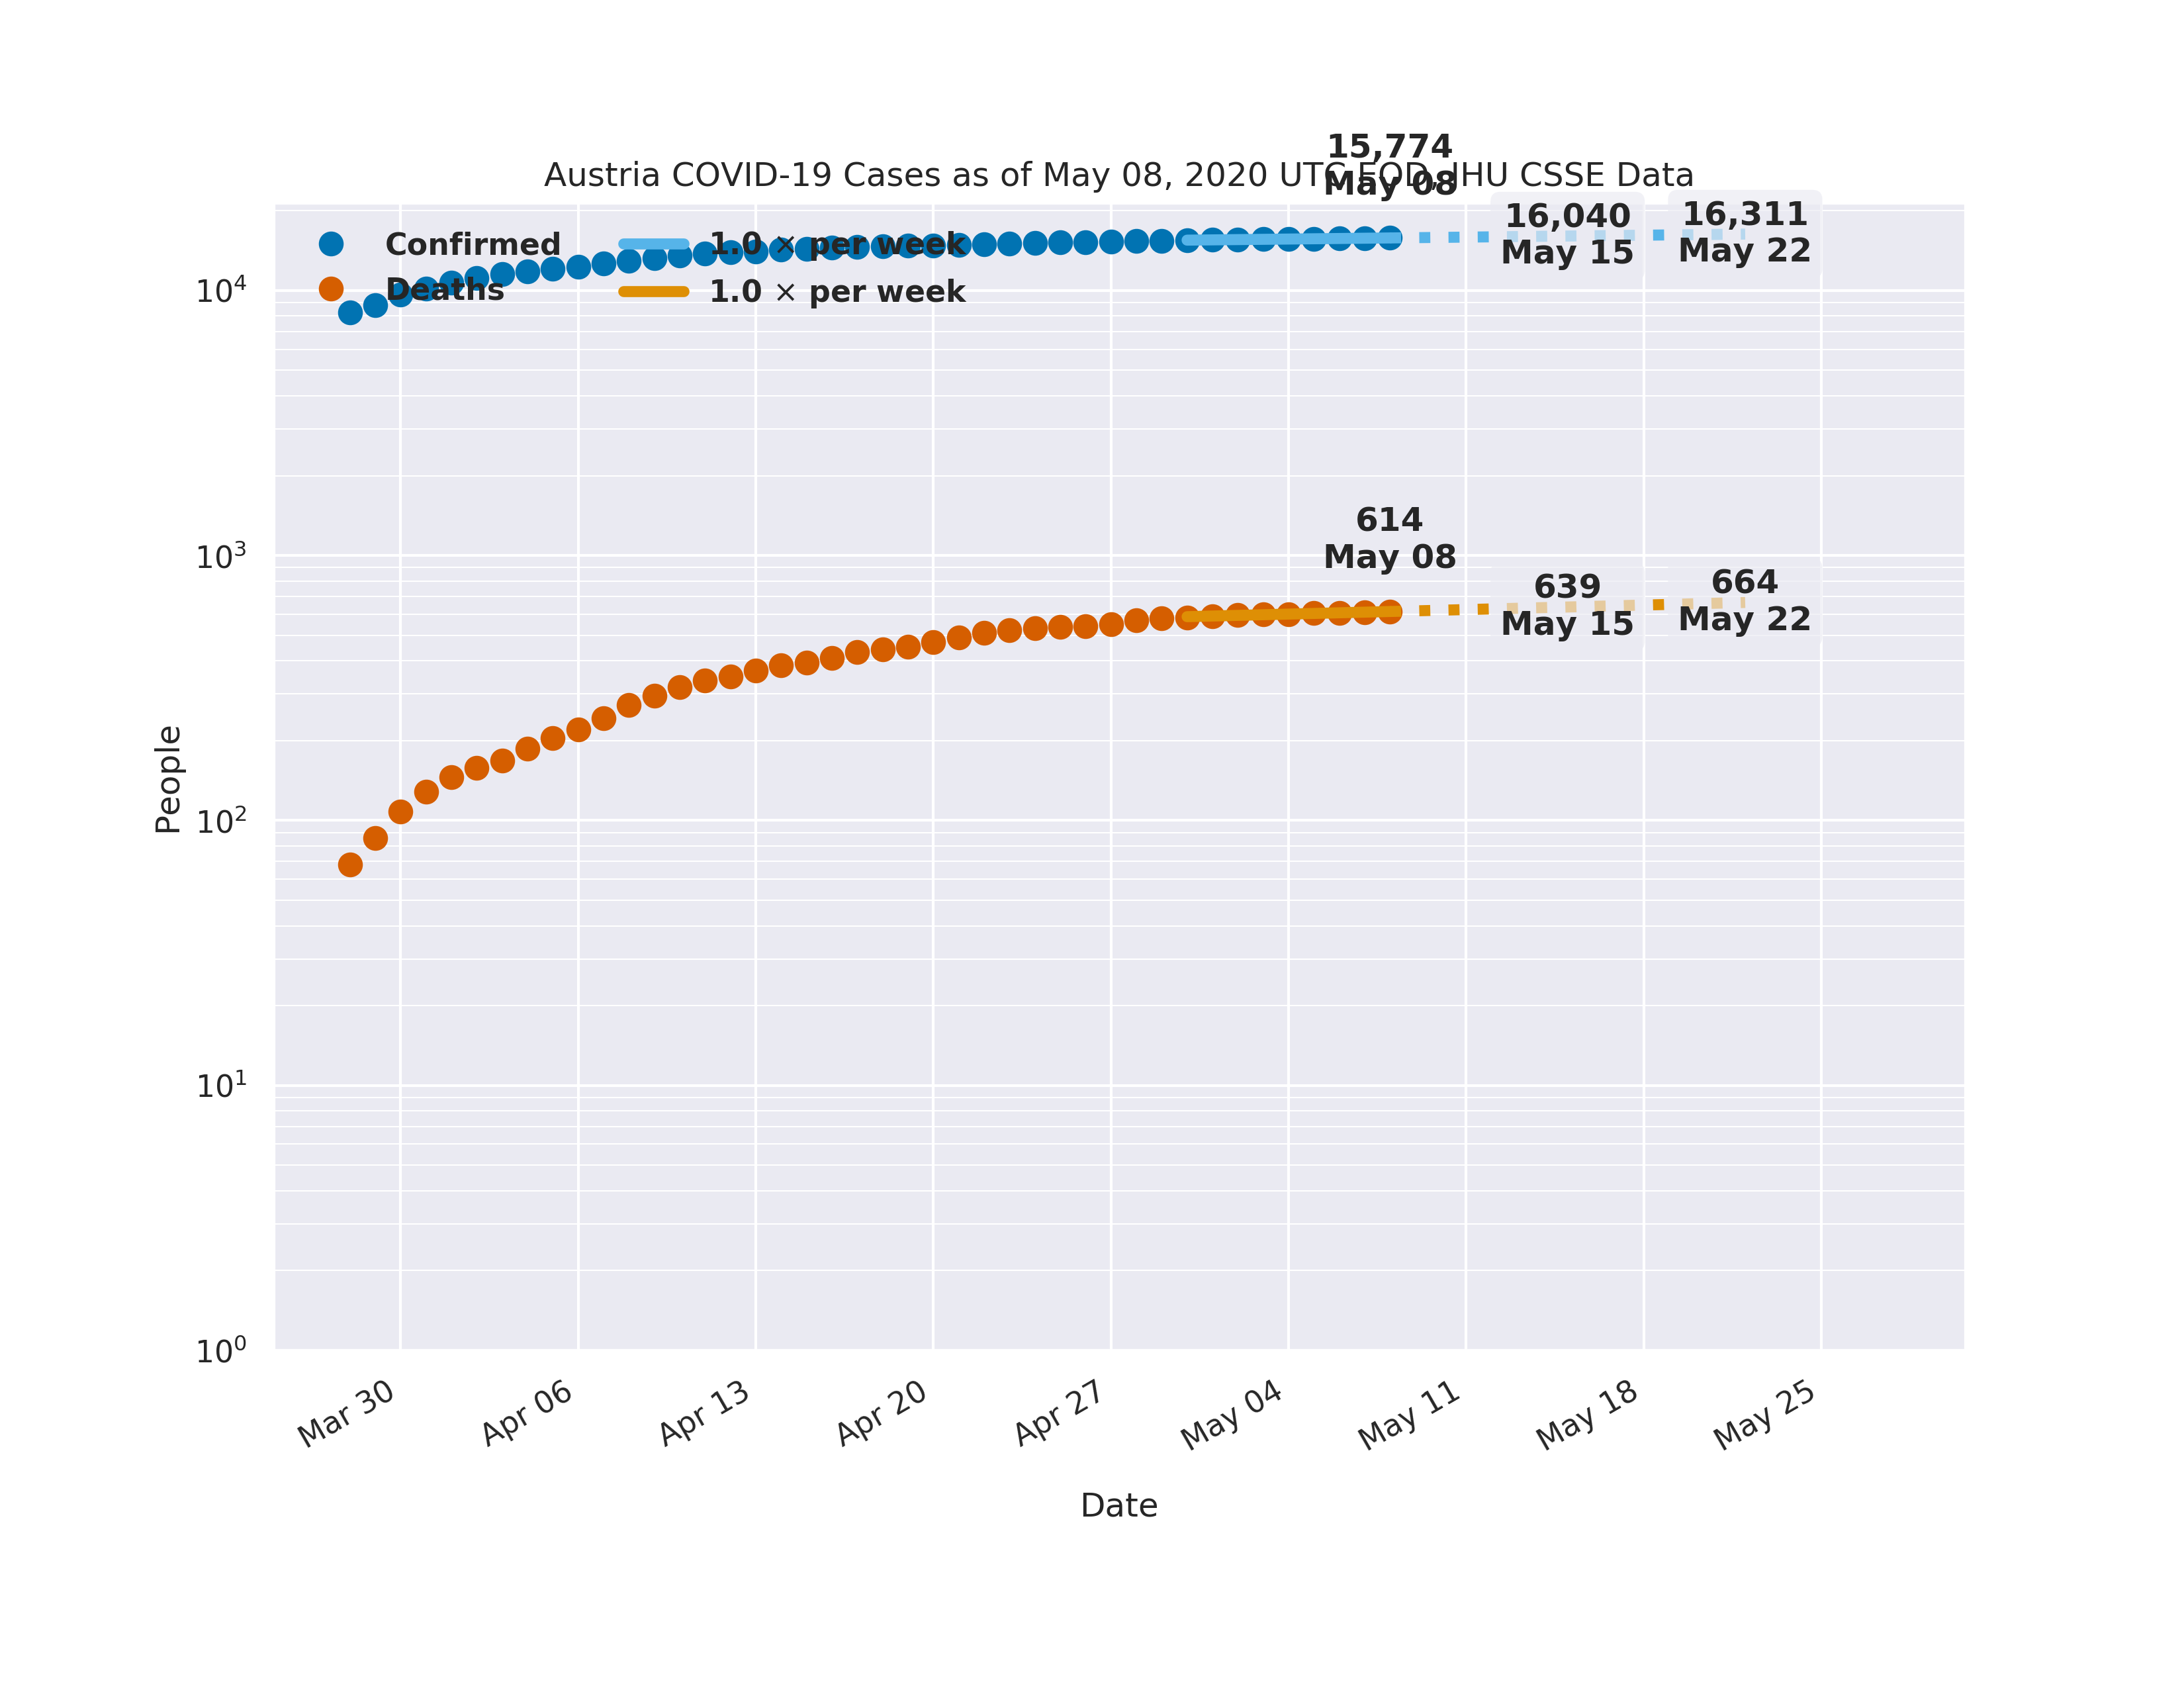 15,774
May 08
Austria COVID-19 Cases as of May 08, 2020 UTC EOD, JHU CSSE Data
16,040
May 15
16,311
May 22
Confirmed
Deaths
1.0 × per week
1.0 × per week
614
May 08
639
May 15
664
May 22
People
10⁴
10³
10²
10¹
10⁰
Mar 30
Apr 06
Apr 13
Apr 20
Apr 27
May 04
May 11
May 18
May 25
Date